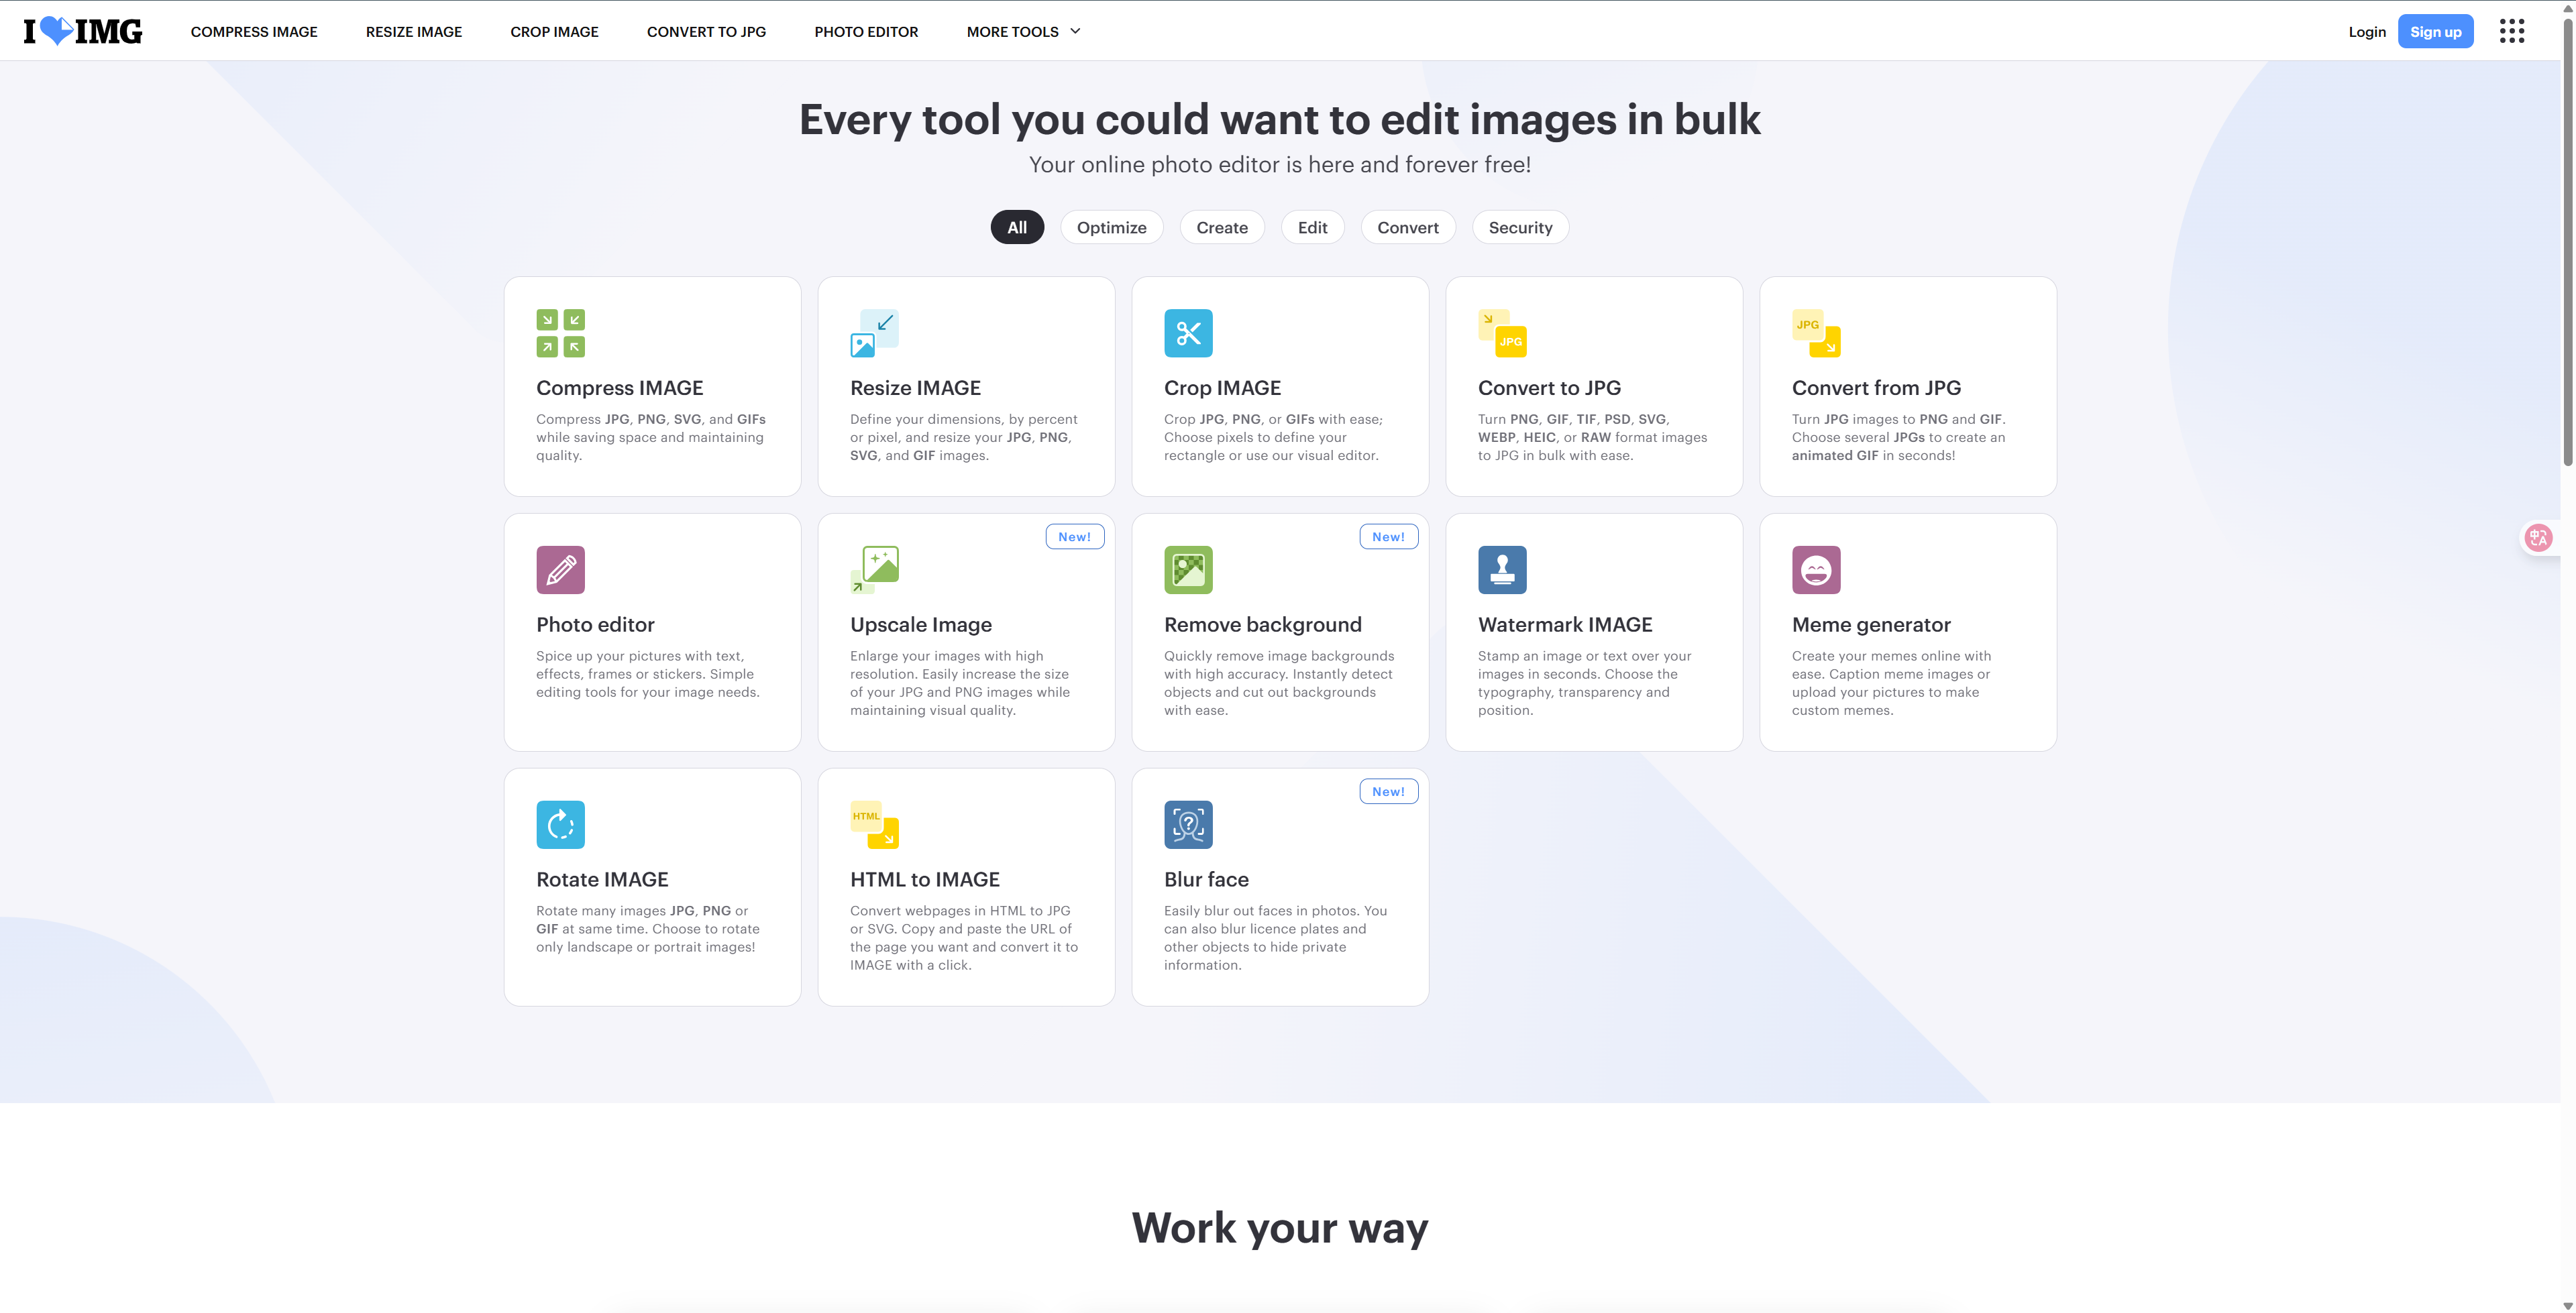 I IMG
COMPRESS IMAGE
RESIZE IMAGE
CROP IMAGE
CONVERT TO JPG
PHOTO EDITOR
MORE TOOLS
Login
Sign up
Every tool you could want to edit images in bulk
Your online photo editor is here and forever free!
All
Optimize
Create
Edit
Convert
Security
Compress IMAGE
Compress JPG, PNG, SVG, and GIFs
while saving space and maintaining
quality.
Resize IMAGE
Define your dimensions, by percent
or pixel, and resize your JPG, PNG,
SVG, and GIF images.
Crop IMAGE
Crop JPG, PNG, or GIFs with ease;
Choose pixels to define your
rectangle or use our visual editor.
JPG
Convert to JPG
Turn PNG, GIF, TIF, PSD, SVG,
WEBP, HEIC, or RAW format images
to JPG in bulk with ease.
JPG
Convert from JPG
Turn JPG images to PNG and GIF.
Choose several JPGs to create an
animated GIF in seconds!
Photo editor
Spice up your pictures with text,
effects, frames or stickers. Simple
editing tools for your image needs.
New!
Upscale Image
Enlarge your images with high
resolution. Easily increase the size
of your JPG and PNG images while
maintaining visual quality.
New!
Remove background
Quickly remove image backgrounds
with high accuracy. Instantly detect
objects and cut out backgrounds
with ease.
Watermark IMAGE
Stamp an image or text over your
images in seconds. Choose the
typography, transparency and
position.
Meme generator
Create your memes online with
ease. Caption meme images or
upload your pictures to make
custom memes.
中A
Rotate IMAGE
Rotate many images JPG, PNG or
GIF at same time. Choose to rotate
only landscape or portrait images!
HTML
HTML to IMAGE
Convert webpages in HTML to JPG
or SVG. Copy and paste the URL of
the page you want and convert it to
IMAGE with a click.
New!
?
Blur face
Easily blur out faces in photos. You
can also blur licence plates and
other objects to hide private
information.
Work your way